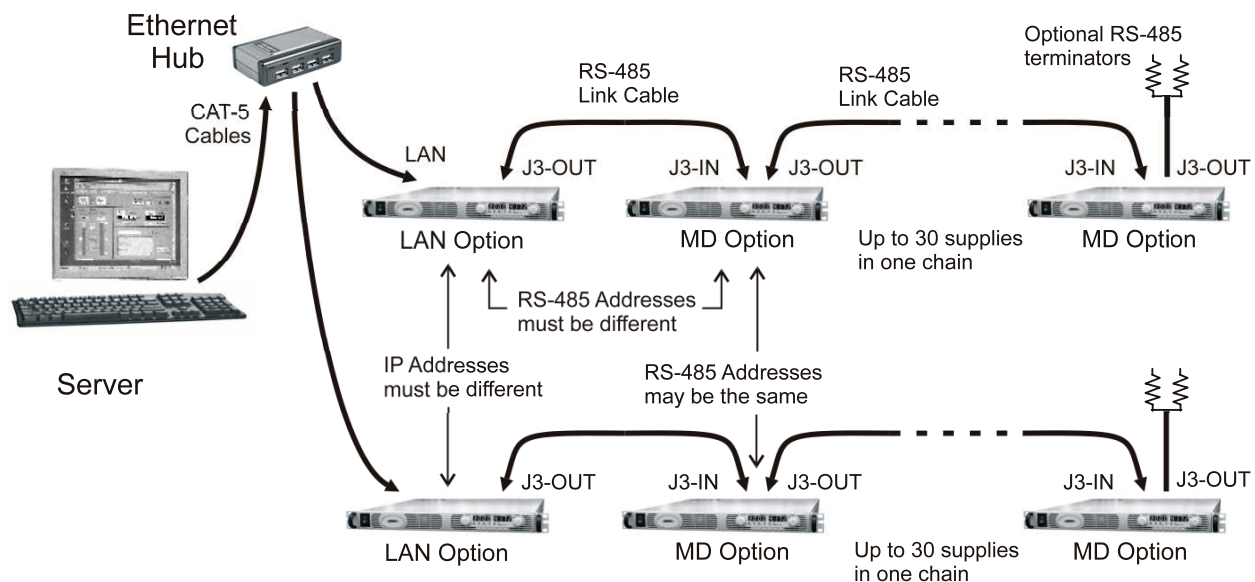 Ethernet
Hub
CAT-5
Cables
LAN
RS-485
Link Cable
RS-485
Link Cable
Optional RS-485
terminators
J3-OUT
J3-IN
J3-OUT
J3-IN
J3-OUT
LAN Option
MD Option
Up to 30 supplies
in one chain
MD Option
RS-485 Addresses
must be different
Server
IP Addresses
must be different
RS-485 Addresses
may be the same
J3-OUT
J3-IN
J3-OUT
J3-IN
J3-OUT
LAN Option
MD Option
Up to 30 supplies
in one chain
MD Option